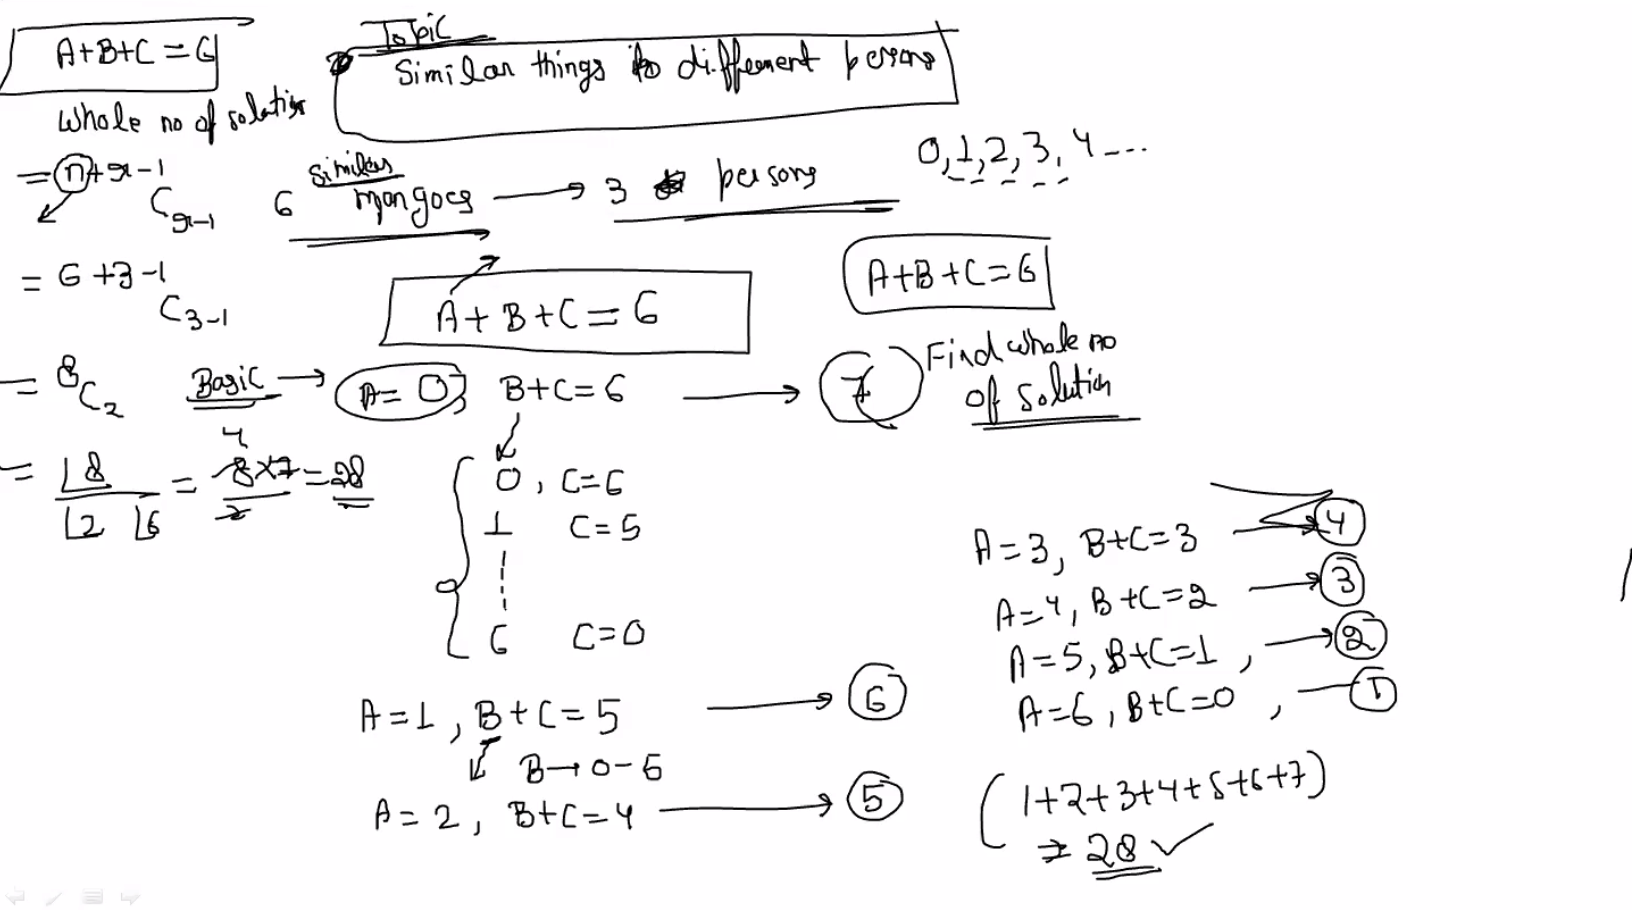 A+B+C=6
whole no of solution
= n+r-1
C r-1
= 6+3-1
C 3-1
= 8C2
= ⌊8 / ⌊2 ⌊6 = 8×7 / 2 = 28
4
Topic
Similar things to different persons
6 similar mangoes → 3 persons
0,1,2,3,4---
A+B+C=6
A+B+C=6
Find whole no
of solution
Basic → A=0, B+C=6 → 7
0, C=6
1 C=5
6 C=0
A=1, B+C=5 → 6
B→0-5
A=2, B+C=4 → 5
A=3, B+C=3 → 4
A=4, B+C=2 → 3
A=5, B+C=1, → 2
A=6, B+C=0, - 1
(1+2+3+4+5+6+7)
⇒ 28 ✓